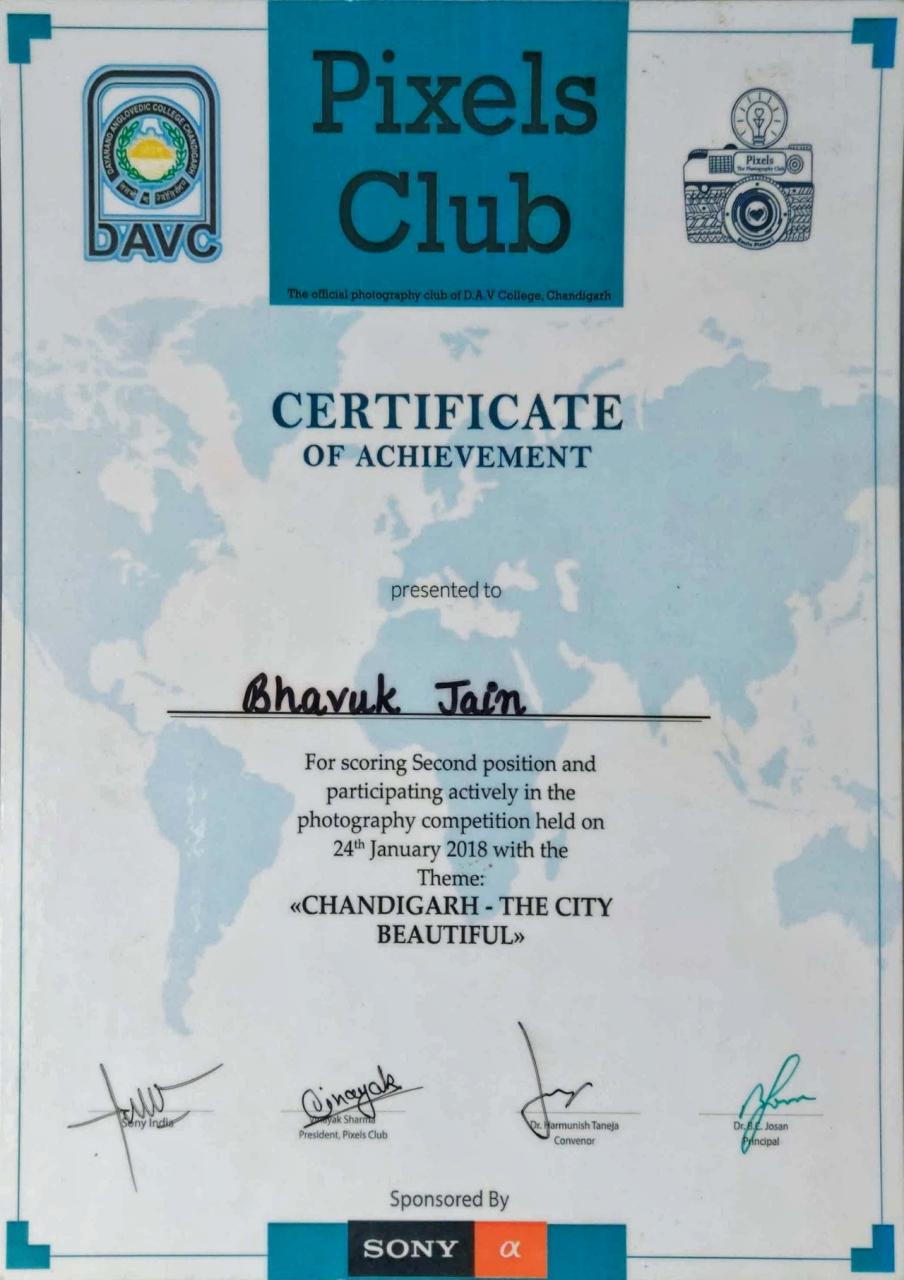 Pixels
Club
The official photography club of D.A.V College, Chandigarh
DAYANAND ANGLOVEDIC COLLEGE CHANDIGARH
DAVC
Pixels
The Photography Club
CERTIFICATE
OF ACHIEVEMENT
presented to
Bhavuk Jain
For scoring Second position and
participating actively in the
photography competition held on
24th January 2018 with the
Theme:
«CHANDIGARH - THE CITY
BEAUTIFUL»
Vinayak
Sony India
Vinayak Sharma
President, Pixels Club
Dr. Harmunish Taneja
Convenor
Dr. B.C. Josan
Principal
Sponsored By
SONY α